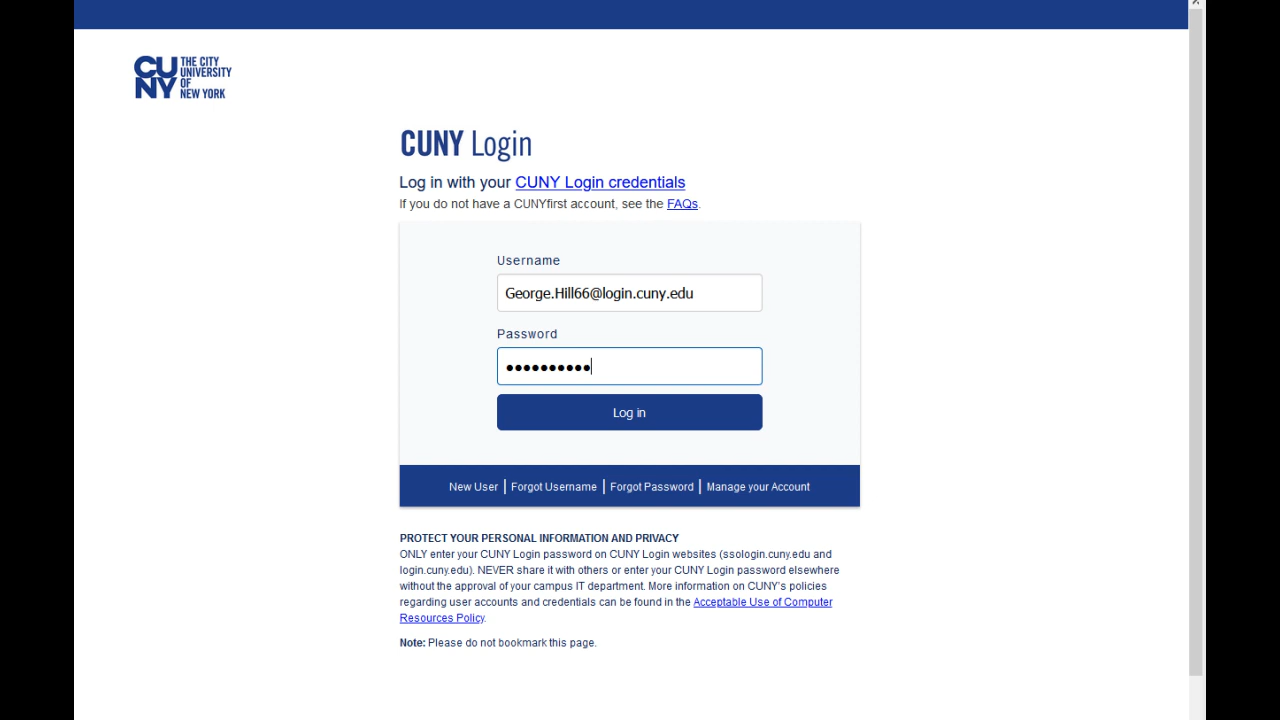 CU
NY
THE CITY
UNIVERSITY
OF
NEW YORK
CUNY Login
Log in with your CUNY Login credentials
If you do not have a CUNYfirst account, see the FAQs.
Username
George.Hill66@login.cuny.edu
Password
••••••••••
Log in
New User | Forgot Username | Forgot Password | Manage your Account
PROTECT YOUR PERSONAL INFORMATION AND PRIVACY
ONLY enter your CUNY Login password on CUNY Login websites (ssologin.cuny.edu and
login.cuny.edu). NEVER share it with others or enter your CUNY Login password elsewhere
without the approval of your campus IT department. More information on CUNY's policies
regarding user accounts and credentials can be found in the Acceptable Use of Computer
Resources Policy.
Note: Please do not bookmark this page.